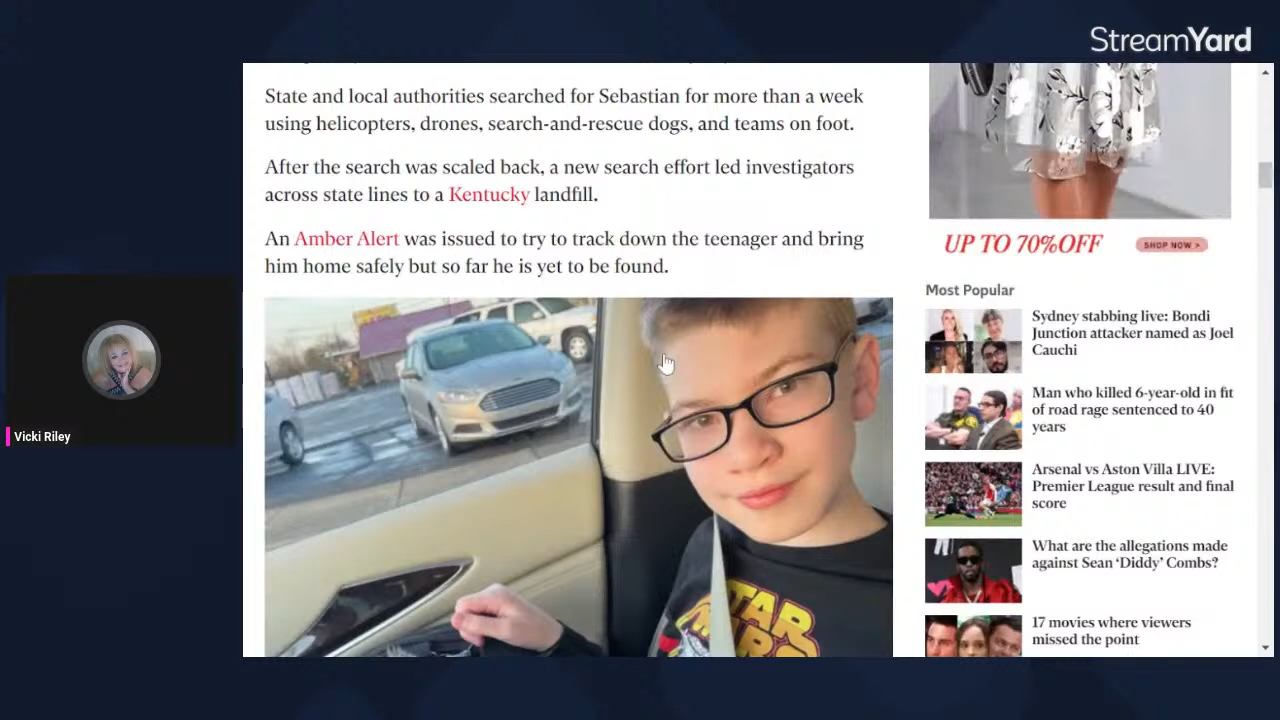 StreamYard
State and local authorities searched for Sebastian for more than a week
using helicopters, drones, search-and-rescue dogs, and teams on foot.
After the search was scaled back, a new search effort led investigators
across state lines to a Kentucky landfill.
An Amber Alert was issued to try to track down the teenager and bring
him home safely but so far he is yet to be found.
STAR
WARS
Vicki Riley
UP TO 70%OFF
SHOP NOW >
Most Popular
Sydney stabbing live: Bondi
Junction attacker named as Joel
Cauchi
Man who killed 6-year-old in fit
of road rage sentenced to 40
years
Arsenal vs Aston Villa LIVE:
Premier League result and final
score
What are the allegations made
against Sean ‘Diddy’ Combs?
17 movies where viewers
missed the point